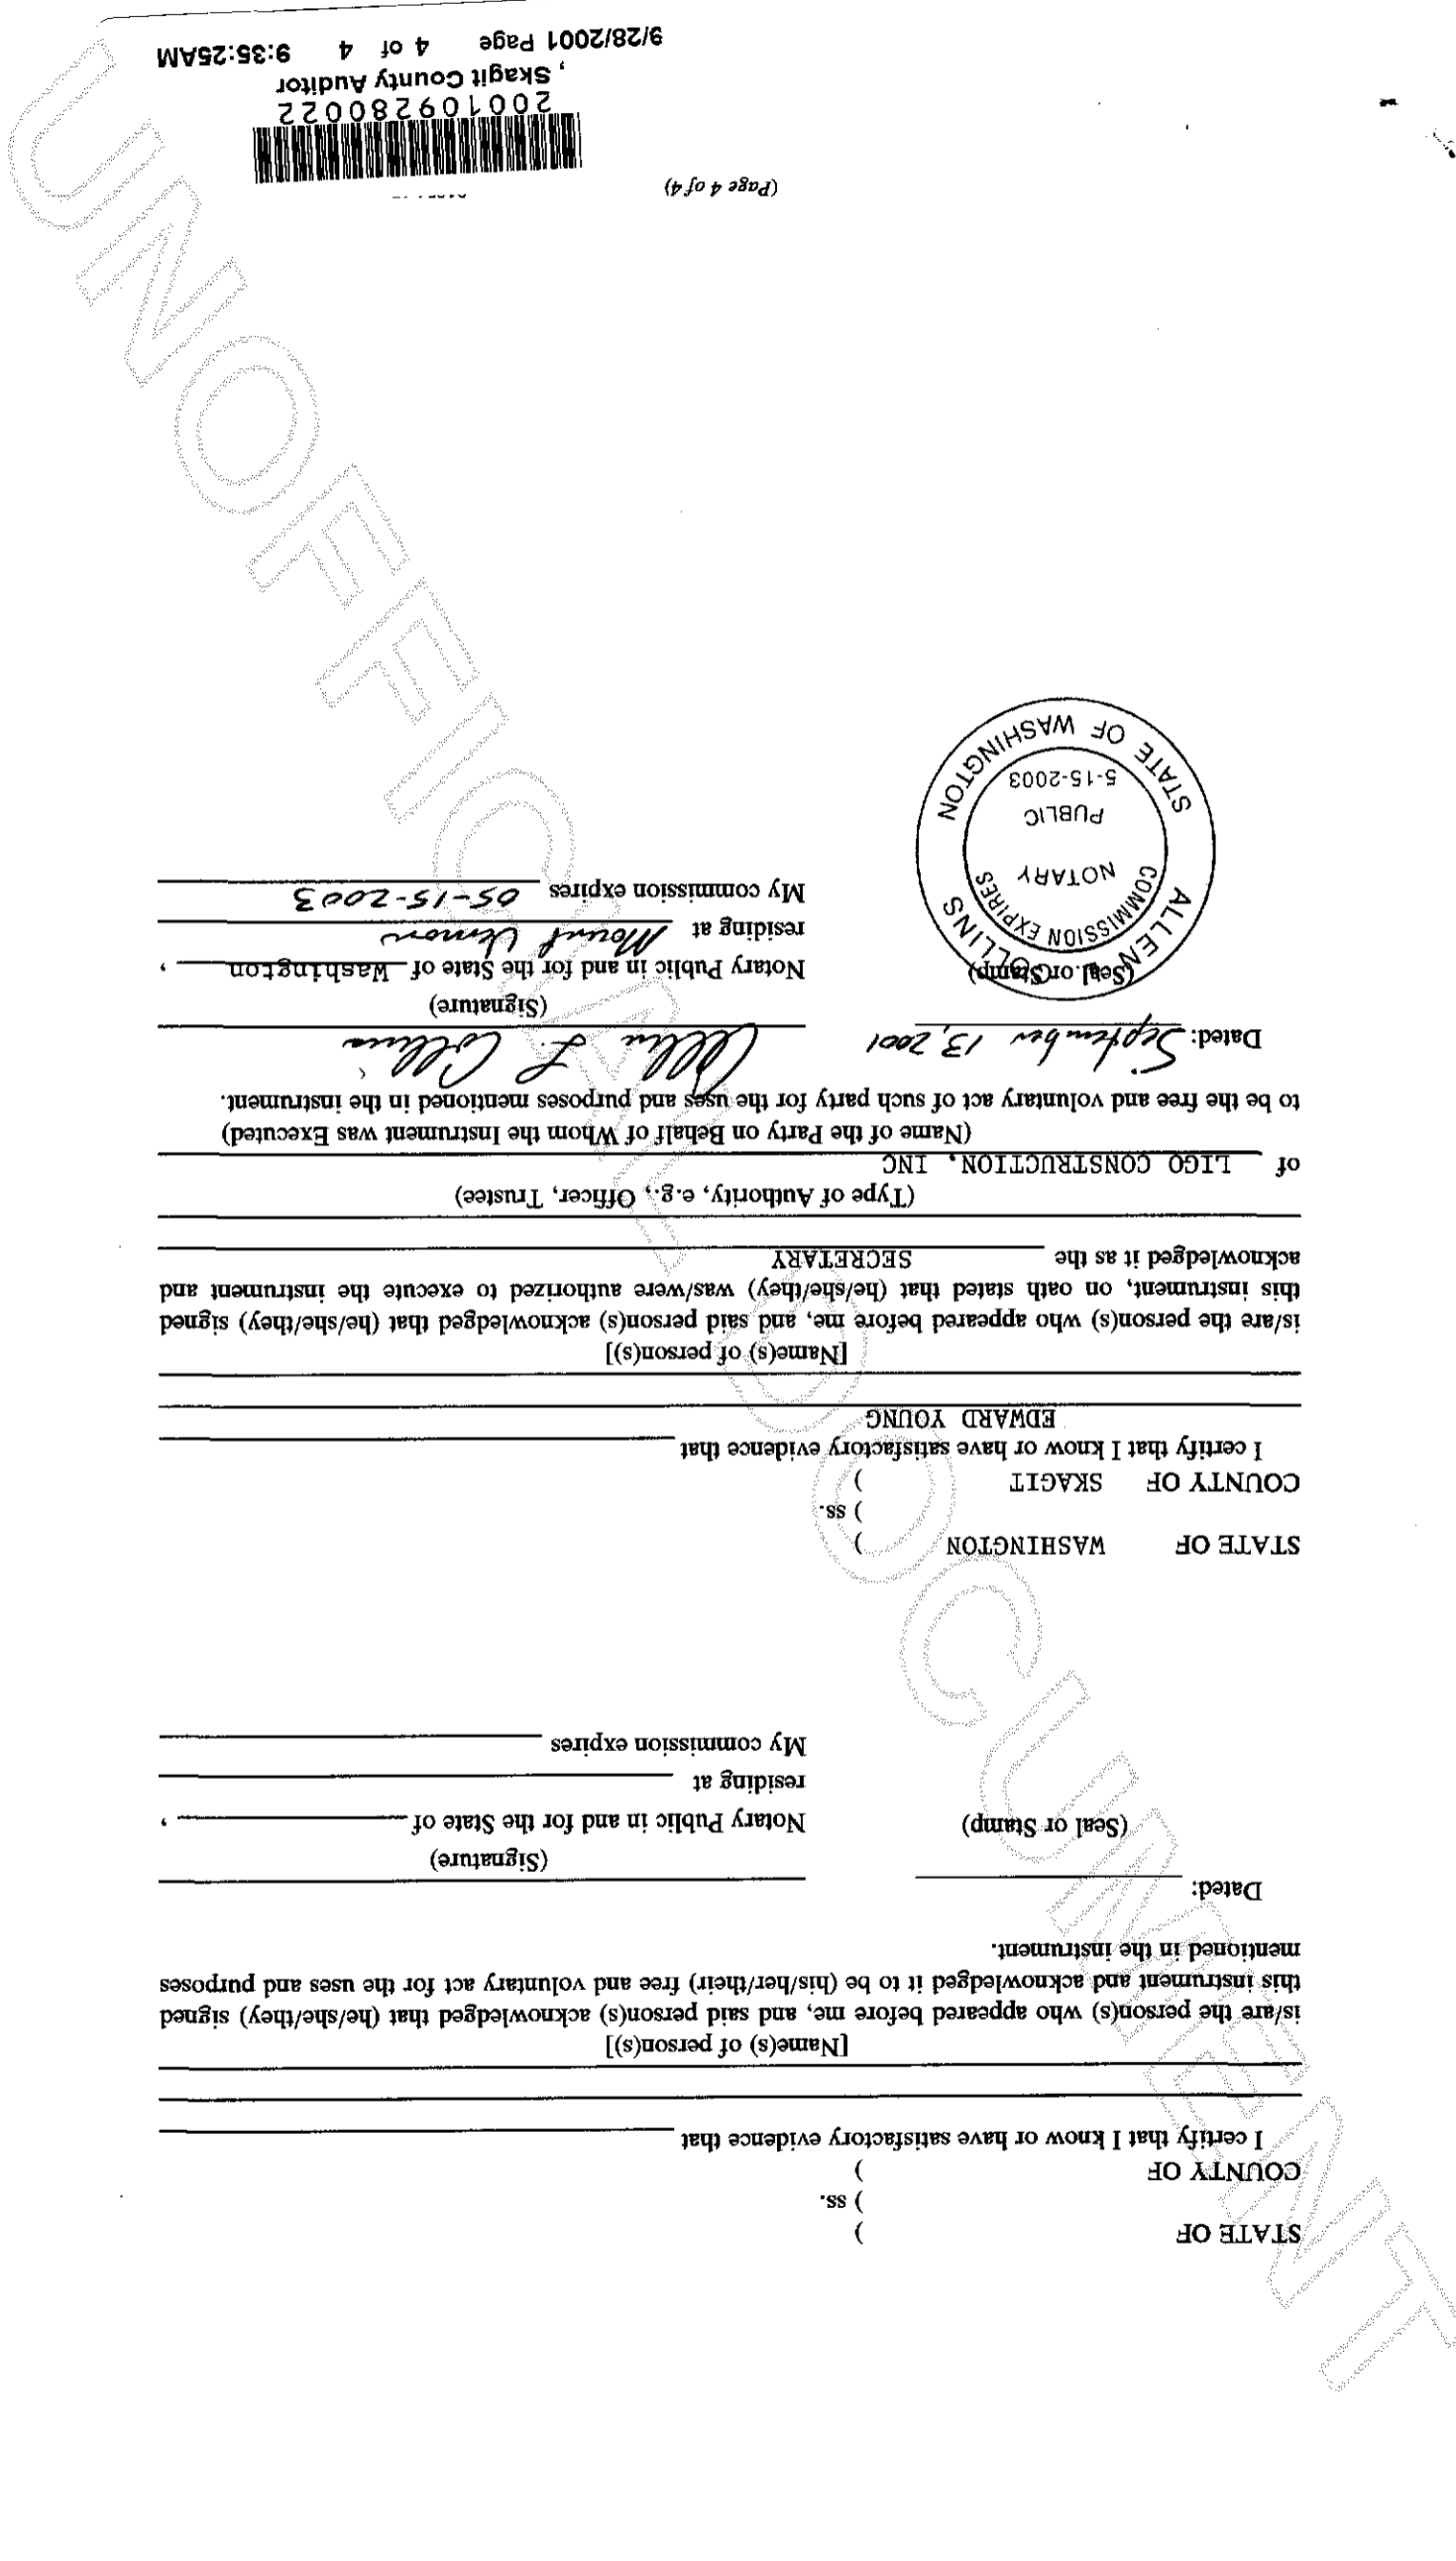 STATE OF )
) ss.
COUNTY OF )
I certify that I know or have satisfactory evidence that
[Name(s) of person(s)]
is/are the person(s) who appeared before me, and said person(s) acknowledged that (he/she/they) signed
this instrument and acknowledged it to be (his/her/their) free and voluntary act for the uses and purposes
mentioned in the instrument.
Dated:
(Signature)
(Seal or Stamp)
Notary Public in and for the State of ,
residing at
My commission expires
STATE OF WASHINGTON )
) ss.
COUNTY OF SKAGIT )
I certify that I know or have satisfactory evidence that
EDWARD YOUNG
[Name(s) of person(s)]
is/are the person(s) who appeared before me, and said person(s) acknowledged that (he/she/they) signed
this instrument, on oath stated that (he/she/they) was/were authorized to execute the instrument and
acknowledged it as the SECRETARY
(Type of Authority, e.g., Officer, Trustee)
of LIGO CONSTRUCTION, INC
(Name of the Party on Behalf of Whom the Instrument was Executed)
to be the free and voluntary act of such party for the uses and purposes mentioned in the instrument.
Dated: September 13, 2001 Allen L. Collins
(Signature)
(Seal or Stamp)
Notary Public in and for the State of Washington ,
residing at Mount Vernon
My commission expires 05-15-2003
ALLEN L. COLLINS
COMMISSION EXPIRES
NOTARY
PUBLIC
5-15-2003
STATE OF WASHINGTON
(Page 4 of 4)
200109280022
, Skagit County Auditor
9/28/2001 Page 4 of 4 9:35:25AM
UNOFFICIAL DOCUMENT